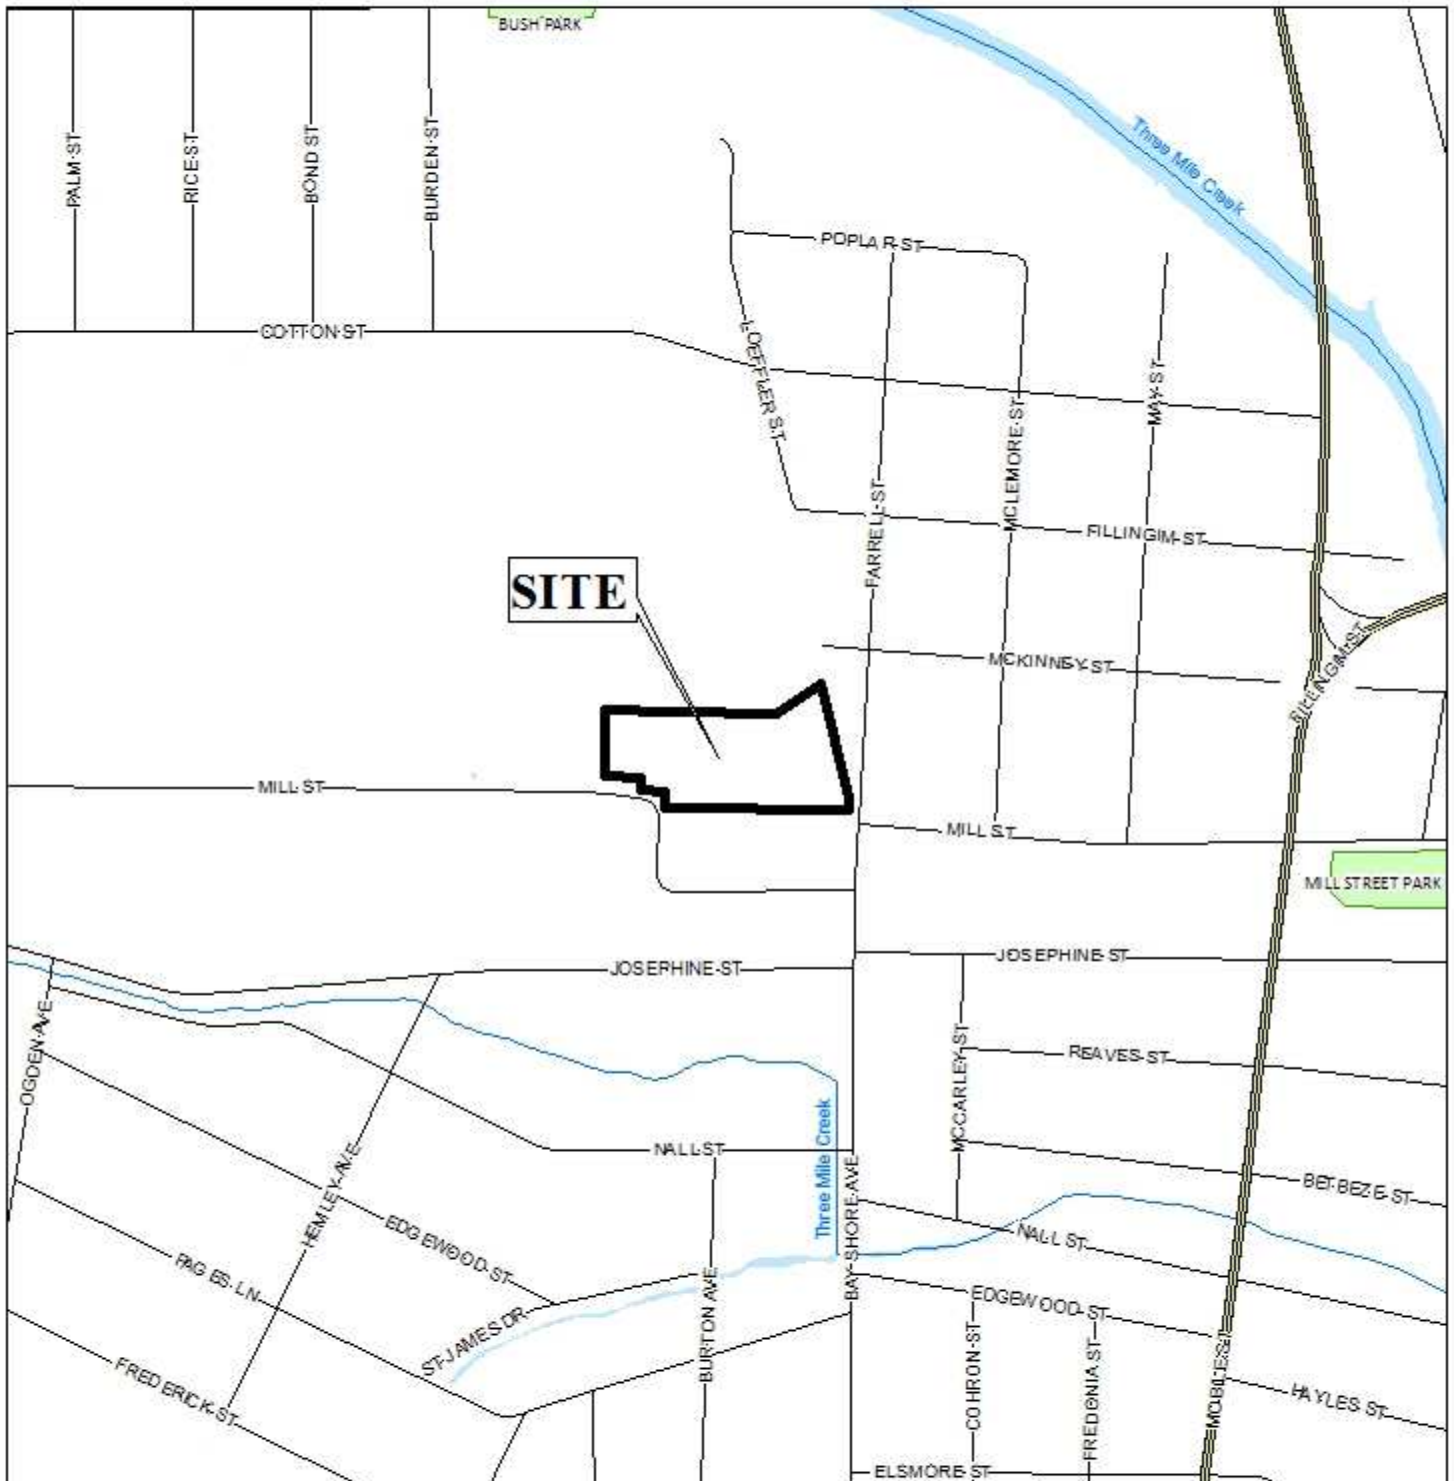 BUSH PARK
PALM ST
RICE ST
BOND ST
BURDEN ST
Three Mile Creek
POPLAR ST
COTTON ST
LOEFFLER ST
MAY ST
MCLEMORE ST
FARRELL ST
FILLINGIM ST
SITE
MCKINNEY ST
FILLINGIM ST
MILL ST
MILL ST
MILL STREET PARK
JOSEPHINE ST
JOSEPHINE ST
OGDEN AVE
MCCARLEY ST
REAVES ST
NALL ST
Three Mile Creek
BAY SHORE AVE
HEMLEY AVE
BETBEZE ST
EDGEWOOD ST
NALL ST
PAGES LN
EDGEWOOD ST
ST JAMES DR
BURTON AVE
COHRON ST
FREDONIA ST
MOBILE ST
FREDERICK ST
HAYLES ST
ELSMORE ST